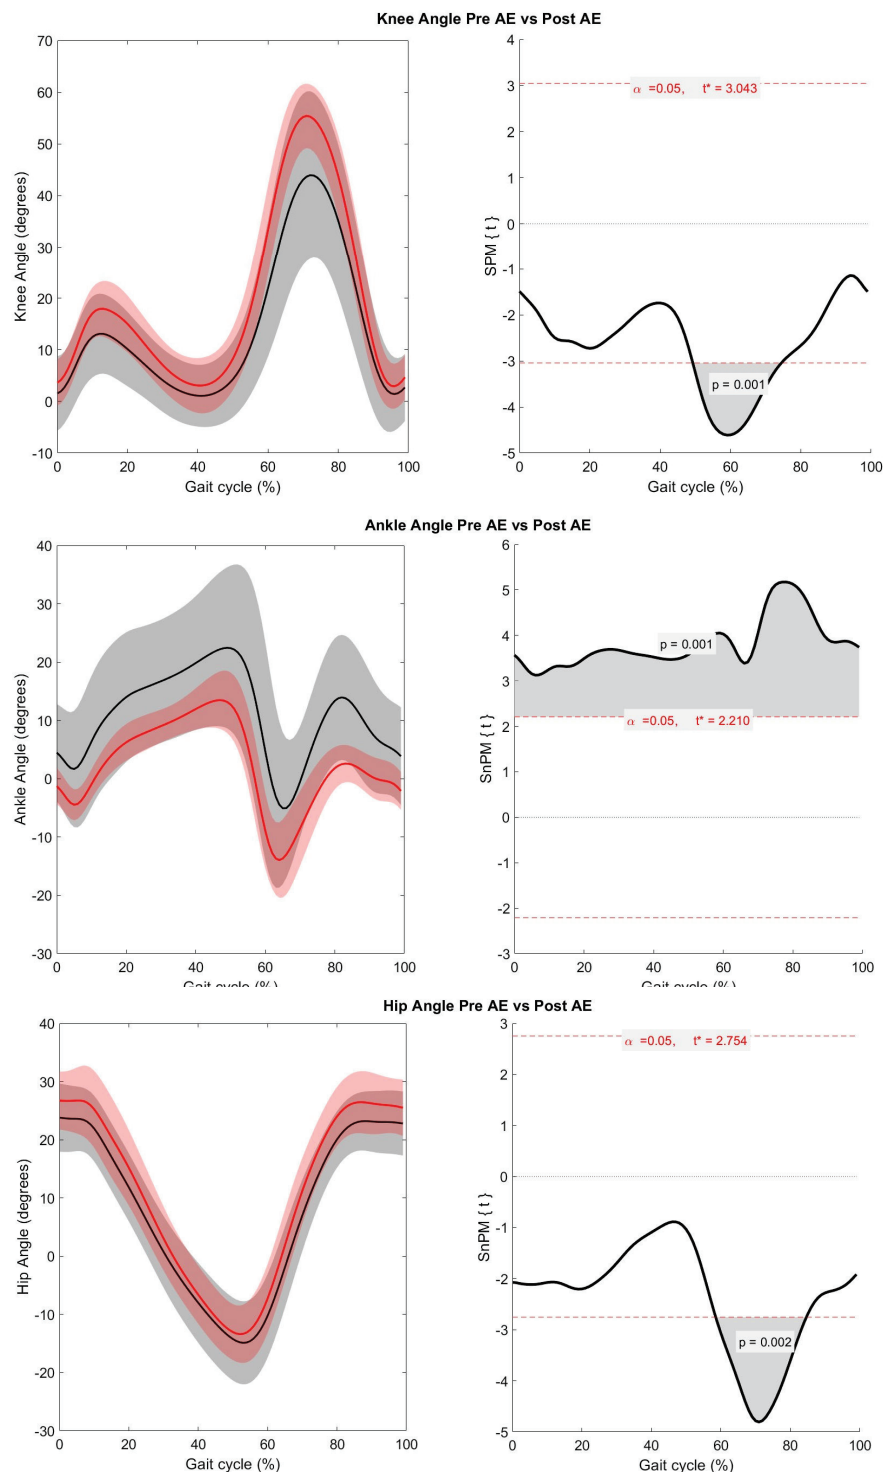 Knee Angle Pre AE vs Post AE
70
60
50
40
30
20
10
0
-10
Knee Angle (degrees)
0 20 40 60 80 100
Gait cycle (%)
4
3
2
1
0
-1
-2
-3
-4
-5
SPM { t }
α =0.05, t* = 3.043
p = 0.001
0 20 40 60 80 100
Gait cycle (%)
Ankle Angle Pre AE vs Post AE
40
30
20
10
0
-10
-20
-30
Ankle Angle (degrees)
0 20 40 60 80 100
Gait cycle (%)
6
5
4
3
2
1
0
-1
-2
-3
SnPM { t }
p = 0.001
α =0.05, t* = 2.210
0 20 40 60 80 100
Gait cycle (%)
Hip Angle Pre AE vs Post AE
40
30
20
10
0
-10
-20
-30
Hip Angle (degrees)
0 20 40 60 80 100
Gait cycle (%)
3
2
1
0
-1
-2
-3
-4
-5
SnPM { t }
α =0.05, t* = 2.754
p = 0.002
0 20 40 60 80 100
Gait cycle (%)